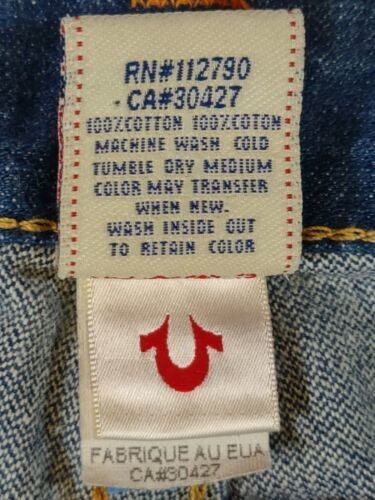 RN#112790
CA#30427
100%COTTON 100%COTON
MACHINE WASH COLD
TUMBLE DRY MEDIUM
COLOR MAY TRANSFER
WHEN NEW.
WASH INSIDE OUT
TO RETAIN COLOR
FABRIQUE AU EUA
CA#30427